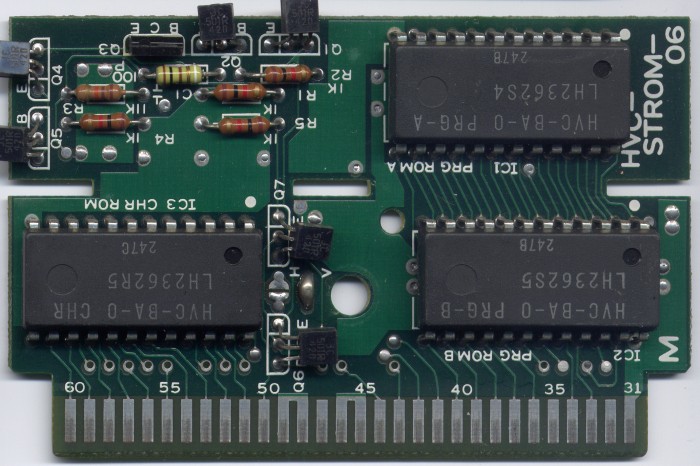 Q3 E C B
Q2 E B
Q1 E
Q4 E
Q5 B
R3 1K
100
C1
R2 1K
R1 1K
R4 1K
R5 1K
247B
LH2362S4
HVC-BA-0 PRG-A
PRG ROM A IC1
HVC-
STROM-
06
IC3 CHR ROM
Q7
247C
LH2362R5
HVC-BA-0 CHR
H V
247B
LH2362S5
HVC-BA-0 PRG-B
PRG ROM B IC2
Q6 E
M
60 55 50 45 40 35 31